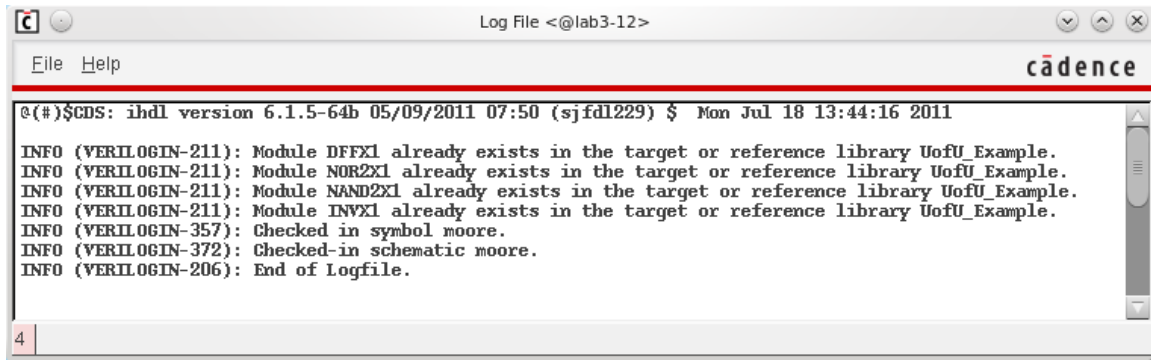 Log File <@lab3-12>
File Help
cādence
@(#)$CDS: ihdl version 6.1.5-64b 05/09/2011 07:50 (sjfdl229) $ Mon Jul 18 13:44:16 2011
INFO (VERILOGIN-211): Module DFFX1 already exists in the target or reference library UofU_Example.
INFO (VERILOGIN-211): Module NOR2X1 already exists in the target or reference library UofU_Example.
INFO (VERILOGIN-211): Module NAND2X1 already exists in the target or reference library UofU_Example.
INFO (VERILOGIN-211): Module INVX1 already exists in the target or reference library UofU_Example.
INFO (VERILOGIN-357): Checked in symbol moore.
INFO (VERILOGIN-372): Checked-in schematic moore.
INFO (VERILOGIN-206): End of Logfile.
4